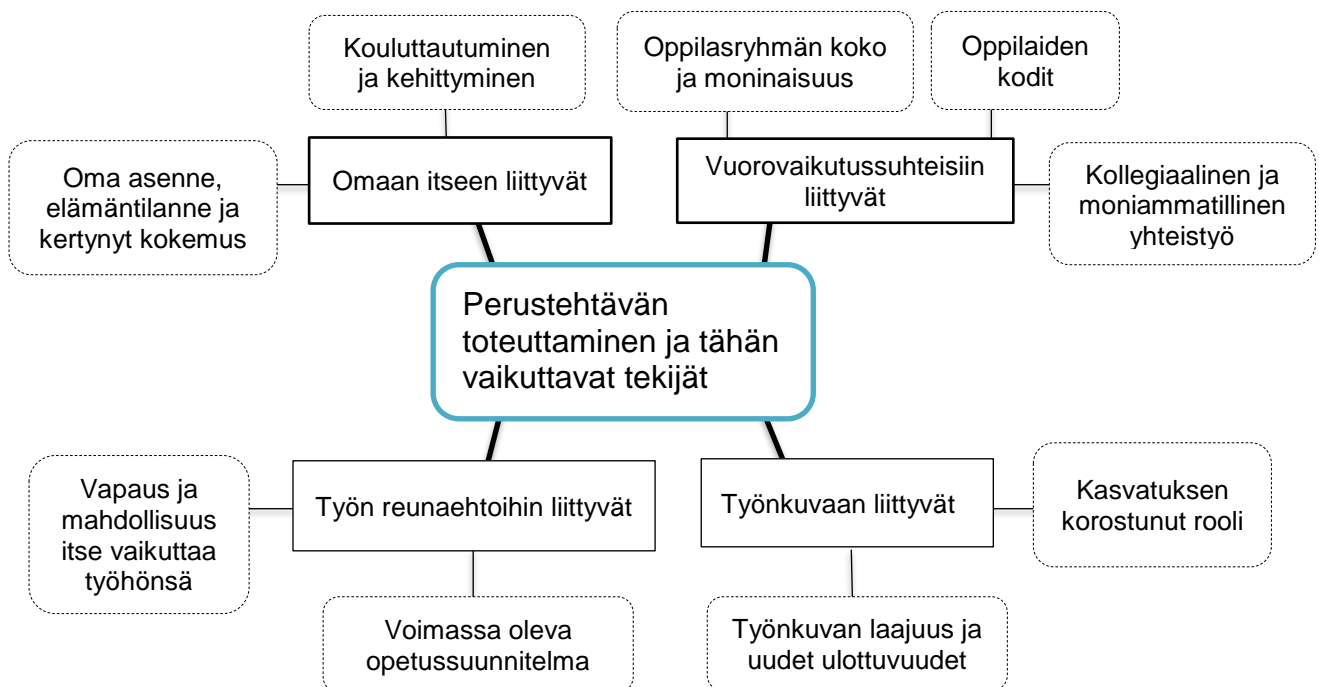 Kouluttautuminen
ja kehittyminen
Oppilasryhmän koko
ja moninaisuus
Oppilaiden
kodit
Oma asenne,
elämäntilanne ja
kertynyt kokemus
Omaan itseen liittyvät
Vuorovaikutussuhteisiin
liittyvät
Kollegiaalinen ja
moniammatillinen
yhteistyö
Perustehtävän
toteuttaminen ja tähän
vaikuttavat tekijät
Vapaus ja
mahdollisuus
itse vaikuttaa
työhönsä
Työn reunaehtoihin liittyvät
Työnkuvaan liittyvät
Kasvatuksen
korostunut rooli
Voimassa oleva
opetussuunnitelma
Työnkuvan laajuus ja
uudet ulottuvuudet